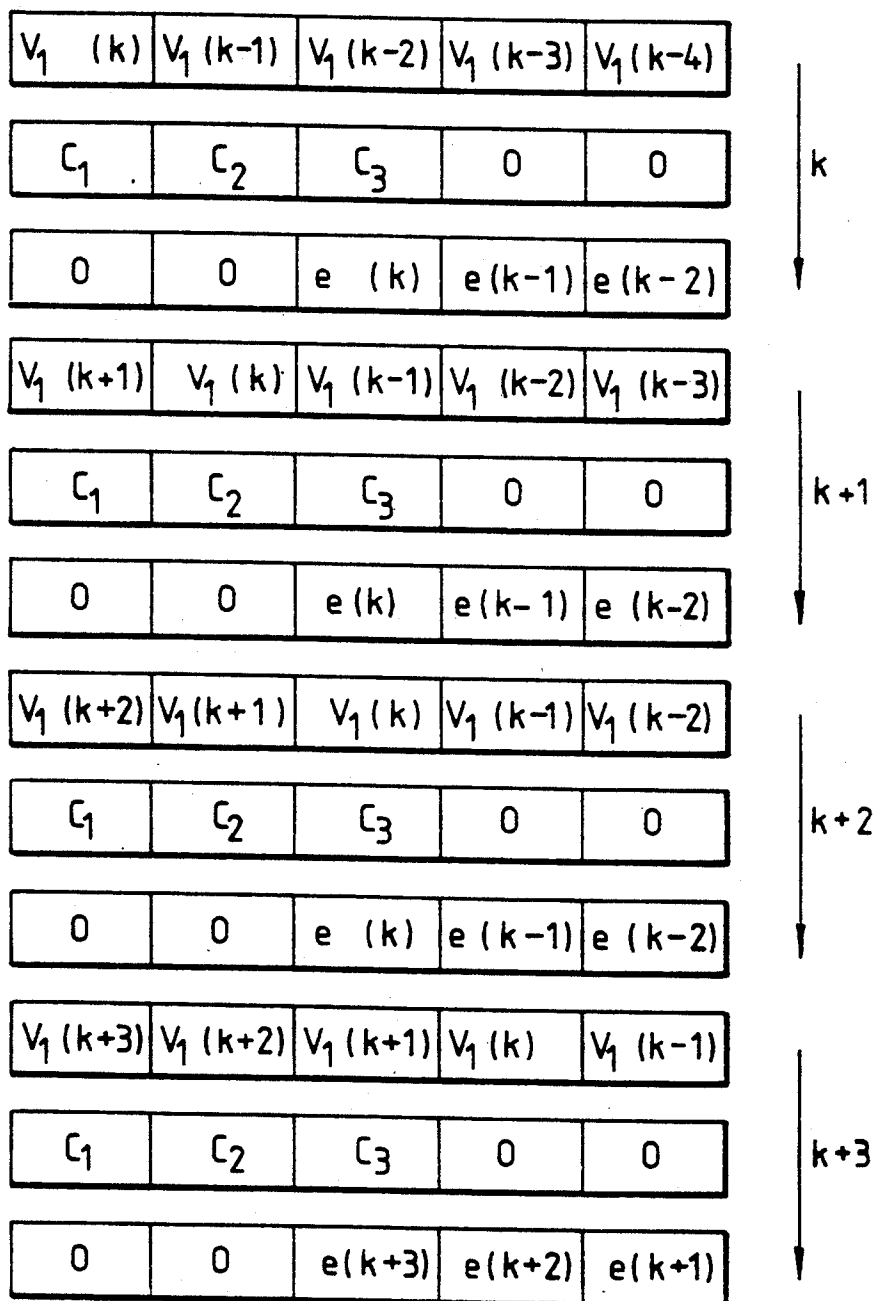 V₁ (k) V₁ (k-1) V₁ (k-2) V₁ (k-3) V₁ (k-4)
k
C₁ C₂ C₃ 0 0
0 0 e (k) e (k-1) e (k-2)
V₁ (k+1) V₁ (k) V₁ (k-1) V₁ (k-2) V₁ (k-3)
k+1
C₁ C₂ C₃ 0 0
0 0 e (k) e (k-1) e (k-2)
V₁ (k+2) V₁ (k+1) V₁ (k) V₁ (k-1) V₁ (k-2)
k+2
C₁ C₂ C₃ 0 0
0 0 e (k) e (k-1) e (k-2)
V₁ (k+3) V₁ (k+2) V₁ (k+1) V₁ (k) V₁ (k-1)
k+3
C₁ C₂ C₃ 0 0
0 0 e (k+3) e (k+2) e (k+1)